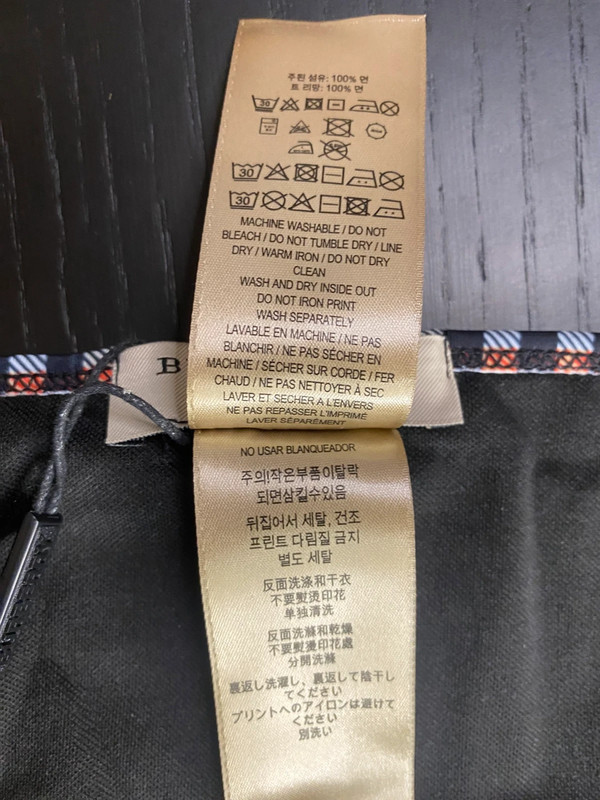 주된 섬유: 100% 면
트 리밍: 100% 면
30
30
30
MACHINE WASHABLE / DO NOT
BLEACH / DO NOT TUMBLE DRY / LINE
DRY / WARM IRON / DO NOT DRY
CLEAN
WASH AND DRY INSIDE OUT
DO NOT IRON PRINT
WASH SEPARATELY
LAVABLE EN MACHINE / NE PAS
BLANCHIR / NE PAS SÉCHER EN
MACHINE / SÉCHER SUR CORDE / FER
CHAUD / NE PAS NETTOYER À SEC
LAVER ET SECHER A L'ENVERS
NE PAS REPASSER L'IMPRIMÉ
LAVER SÉPARÉMENT
B
NO USAR BLANQUEADOR
주의!작은부품이탈락
되면삼킬수있음
뒤집어서 세탈, 건조
프린트 다림질 금지
별도 세탈
反面洗涤和干衣
不要熨烫印花
单独清洗
反面洗滌和乾燥
不要熨燙印花處
分開洗滌
裏返し洗濯し、裏返して陰干し
てください
プリントへのアイロンは避けて
ください
別洗い